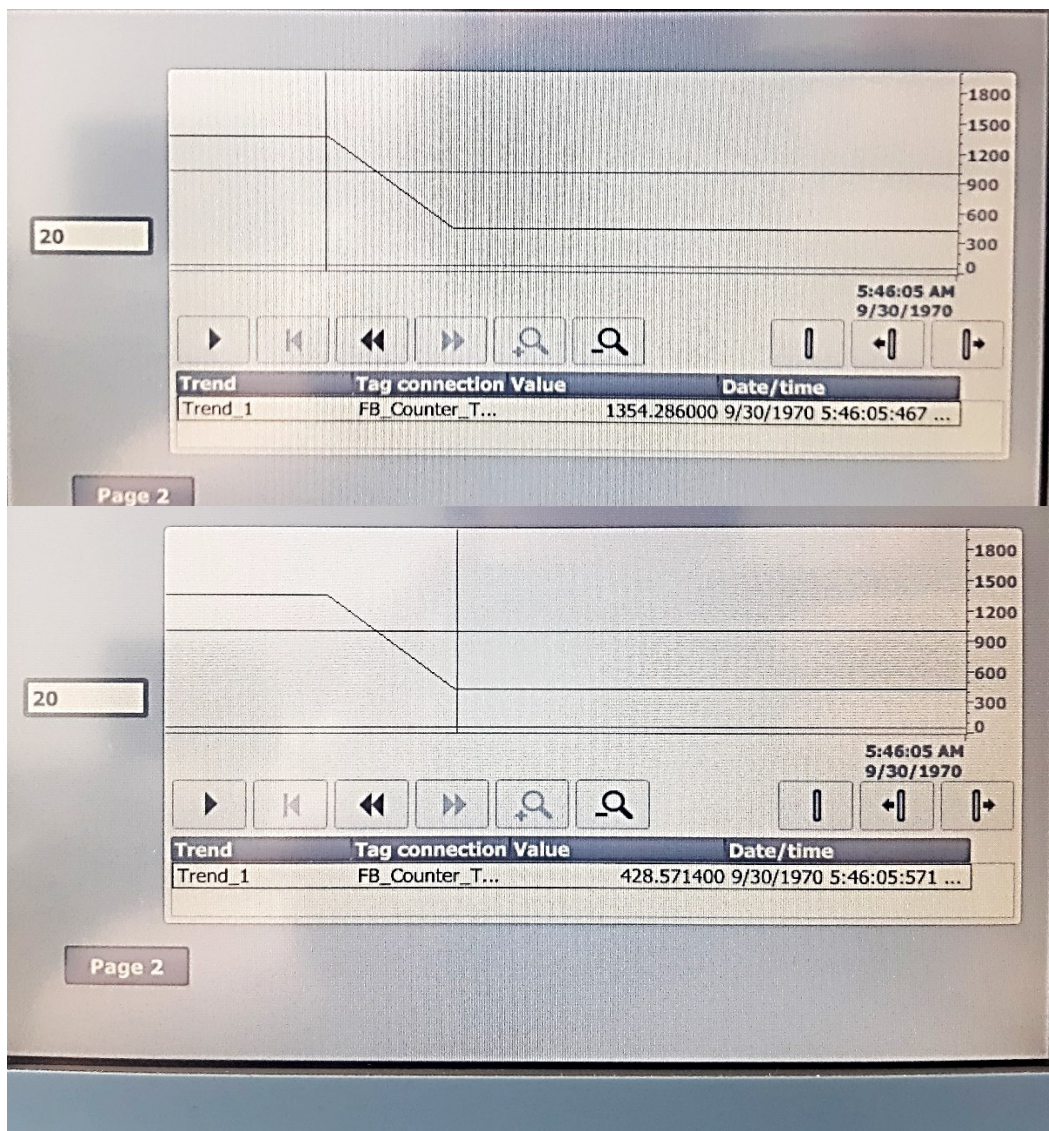 1800
1500
1200
900
600
300
0
20
5:46:05 AM
9/30/1970
Trend Tag connection Value Date/time
Trend_1 FB_Counter_T... 1354.286000 9/30/1970 5:46:05:467 ...
Page 2
1800
1500
1200
900
600
300
0
20
5:46:05 AM
9/30/1970
Trend Tag connection Value Date/time
Trend_1 FB_Counter_T... 428.571400 9/30/1970 5:46:05:571 ...
Page 2